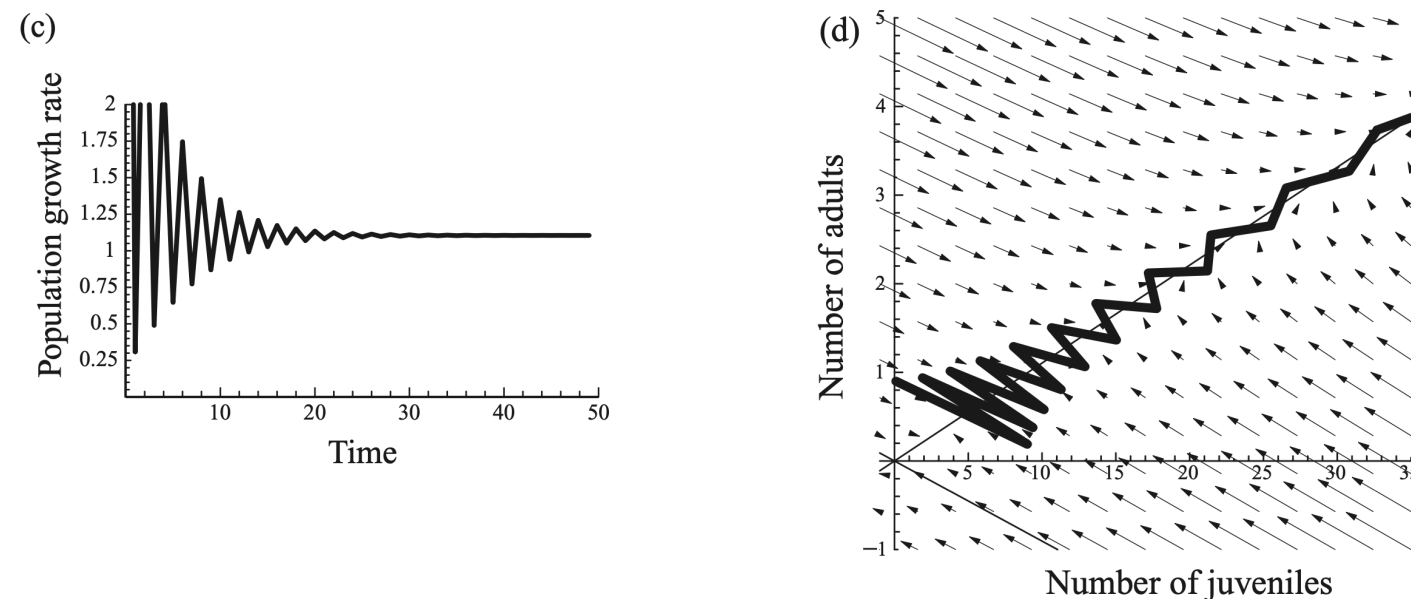 (c)
Population growth rate
2
1.75
1.5
1.25
1
0.75
0.5
0.25
10 20 30 40 50
Time
(d)
Number of adults
5
4
3
2
1
−1
5 10 15 20 25 30 3
Number of juveniles